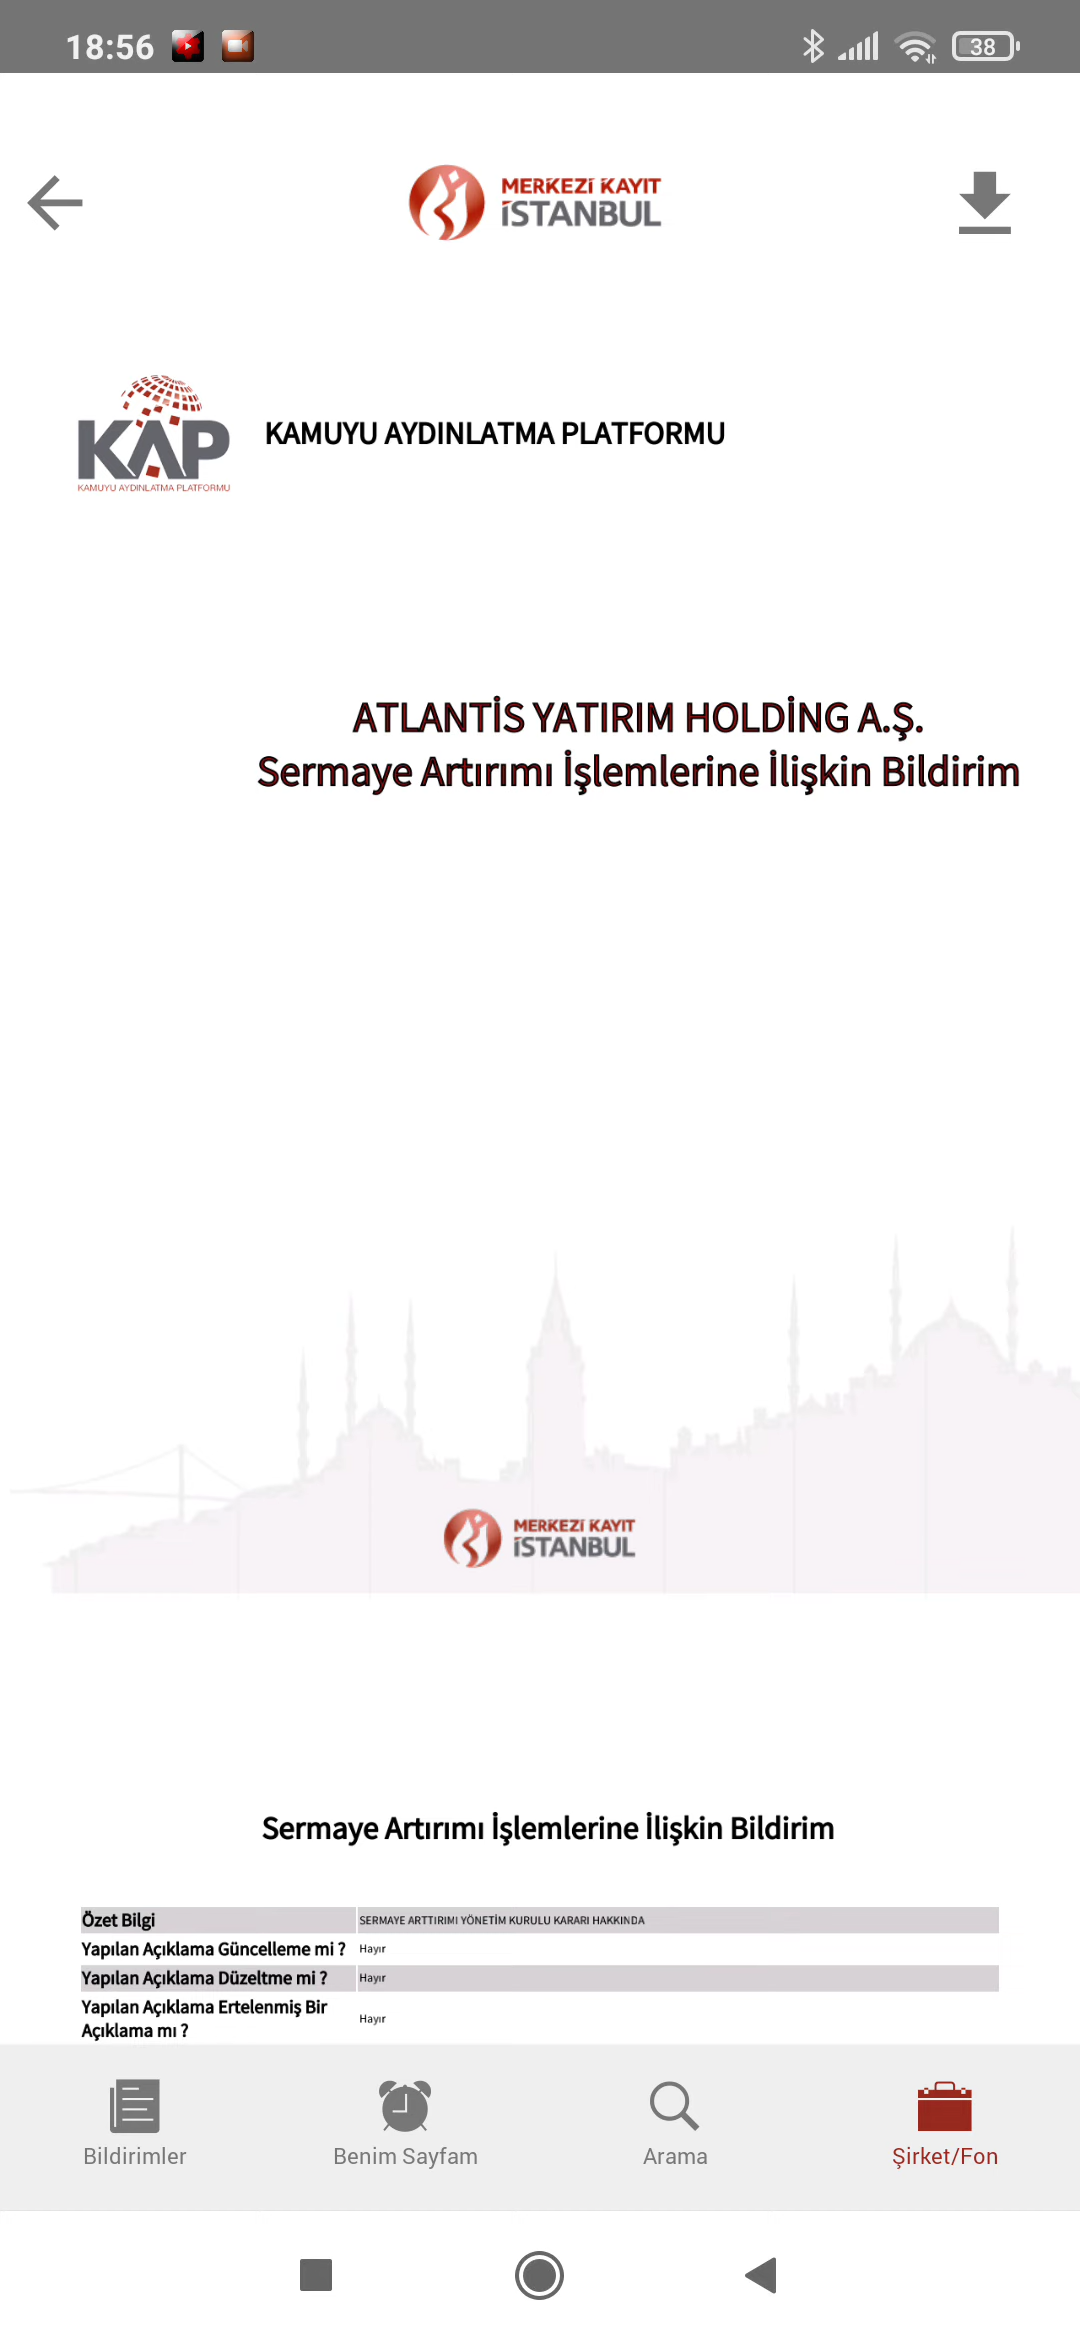 18:56
38
MERKEZİ KAYIT
İSTANBUL
KAP
KAMUYU AYDINLATMA PLATFORMU
KAMUYU AYDINLATMA PLATFORMU
ATLANTİS YATIRIM HOLDİNG A.Ş.
Sermaye Artırımı İşlemlerine İlişkin Bildirim
MERKEZİ KAYIT
İSTANBUL
Sermaye Artırımı İşlemlerine İlişkin Bildirim
Özet Bilgi SERMAYE ARTTIRIMI YÖNETİM KURULU KARARI HAKKINDA
Yapılan Açıklama Güncelleme mi ? Hayır
Yapılan Açıklama Düzeltme mi ? Hayır
Yapılan Açıklama Ertelenmiş Bir
Açıklama mı ? Hayır
Bildirimler Benim Sayfam Arama Şirket/Fon